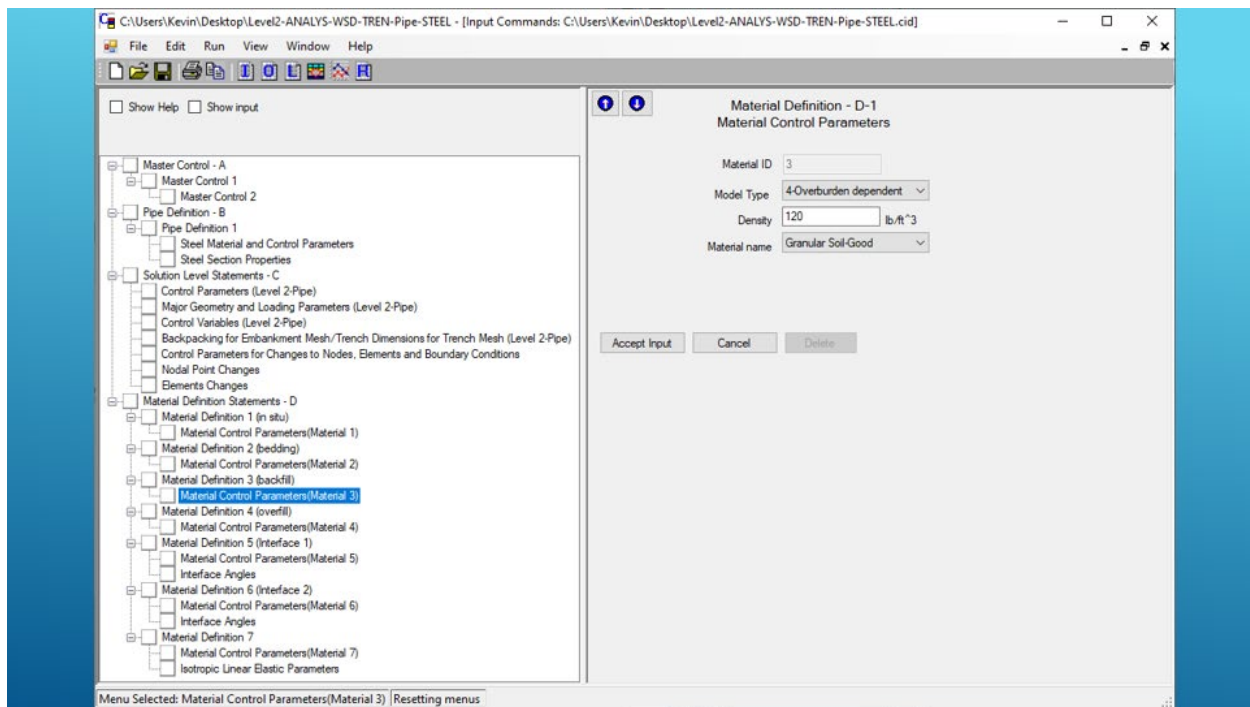 C:\Users\Kevin\Desktop\Level2-ANALYS-WSD-TREN-Pipe-STEEL - [Input Commands: C:\Users\Kevin\Desktop\Level2-ANALYS-WSD-TREN-Pipe-STEEL.cid]
File Edit Run View Window Help
Show Help Show input
Master Control - A
Master Control 1
Master Control 2
Pipe Definition - B
Pipe Definition 1
Steel Material and Control Parameters
Steel Section Properties
Solution Level Statements - C
Control Parameters (Level 2-Pipe)
Major Geometry and Loading Parameters (Level 2-Pipe)
Control Variables (Level 2-Pipe)
Backpacking for Embankment Mesh/Trench Dimensions for Trench Mesh (Level 2-Pipe)
Control Parameters for Changes to Nodes, Elements and Boundary Conditions
Nodal Point Changes
Elements Changes
Material Definition Statements - D
Material Definition 1 (in situ)
Material Control Parameters(Material 1)
Material Definition 2 (bedding)
Material Control Parameters(Material 2)
Material Definition 3 (backfill)
Material Control Parameters(Material 3)
Material Definition 4 (overfill)
Material Control Parameters(Material 4)
Material Definition 5 (Interface 1)
Material Control Parameters(Material 5)
Interface Angles
Material Definition 6 (Interface 2)
Material Control Parameters(Material 6)
Interface Angles
Material Definition 7
Material Control Parameters(Material 7)
Isotropic Linear Elastic Parameters
Material Definition - D-1
Material Control Parameters
Material ID 3
Model Type 4-Overburden dependent
Density 120 lb/ft^3
Material name Granular Soil-Good
Accept Input Cancel Delete
Menu Selected: Material Control Parameters(Material 3) Resetting menus